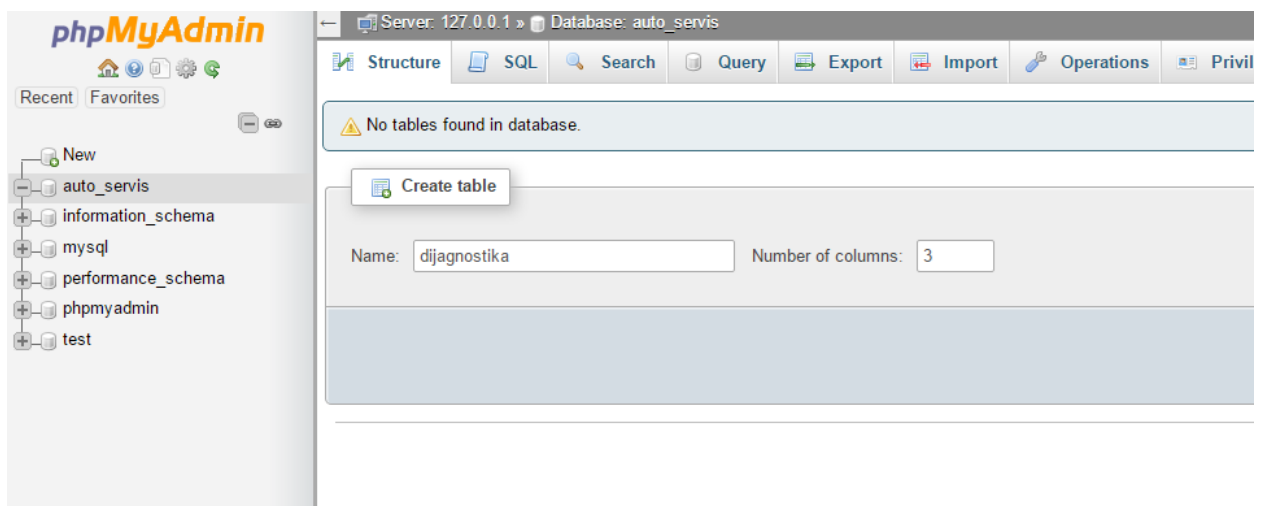 phpMyAdmin
Recent Favorites
New
auto_servis
information_schema
mysql
performance_schema
phpmyadmin
test
Server: 127.0.0.1 » Database: auto_servis
Structure SQL Search Query Export Import Operations Privil
No tables found in database.
Create table
Name: dijagnostika Number of columns: 3